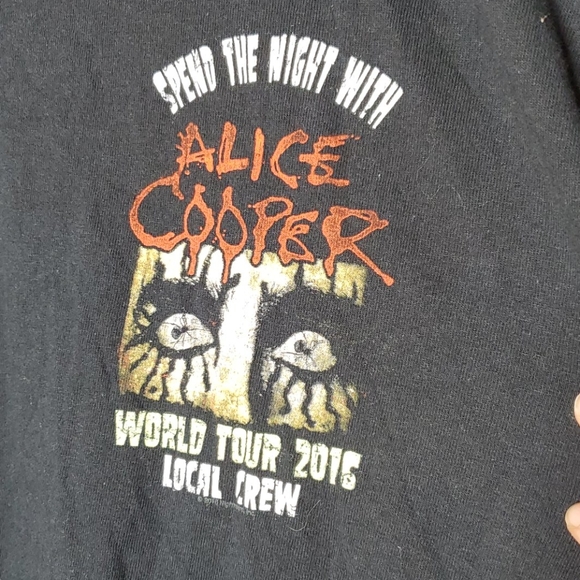 SPEND THE NIGHT WITH
ALICE
COOPER
WORLD TOUR 2016
LOCAL CREW